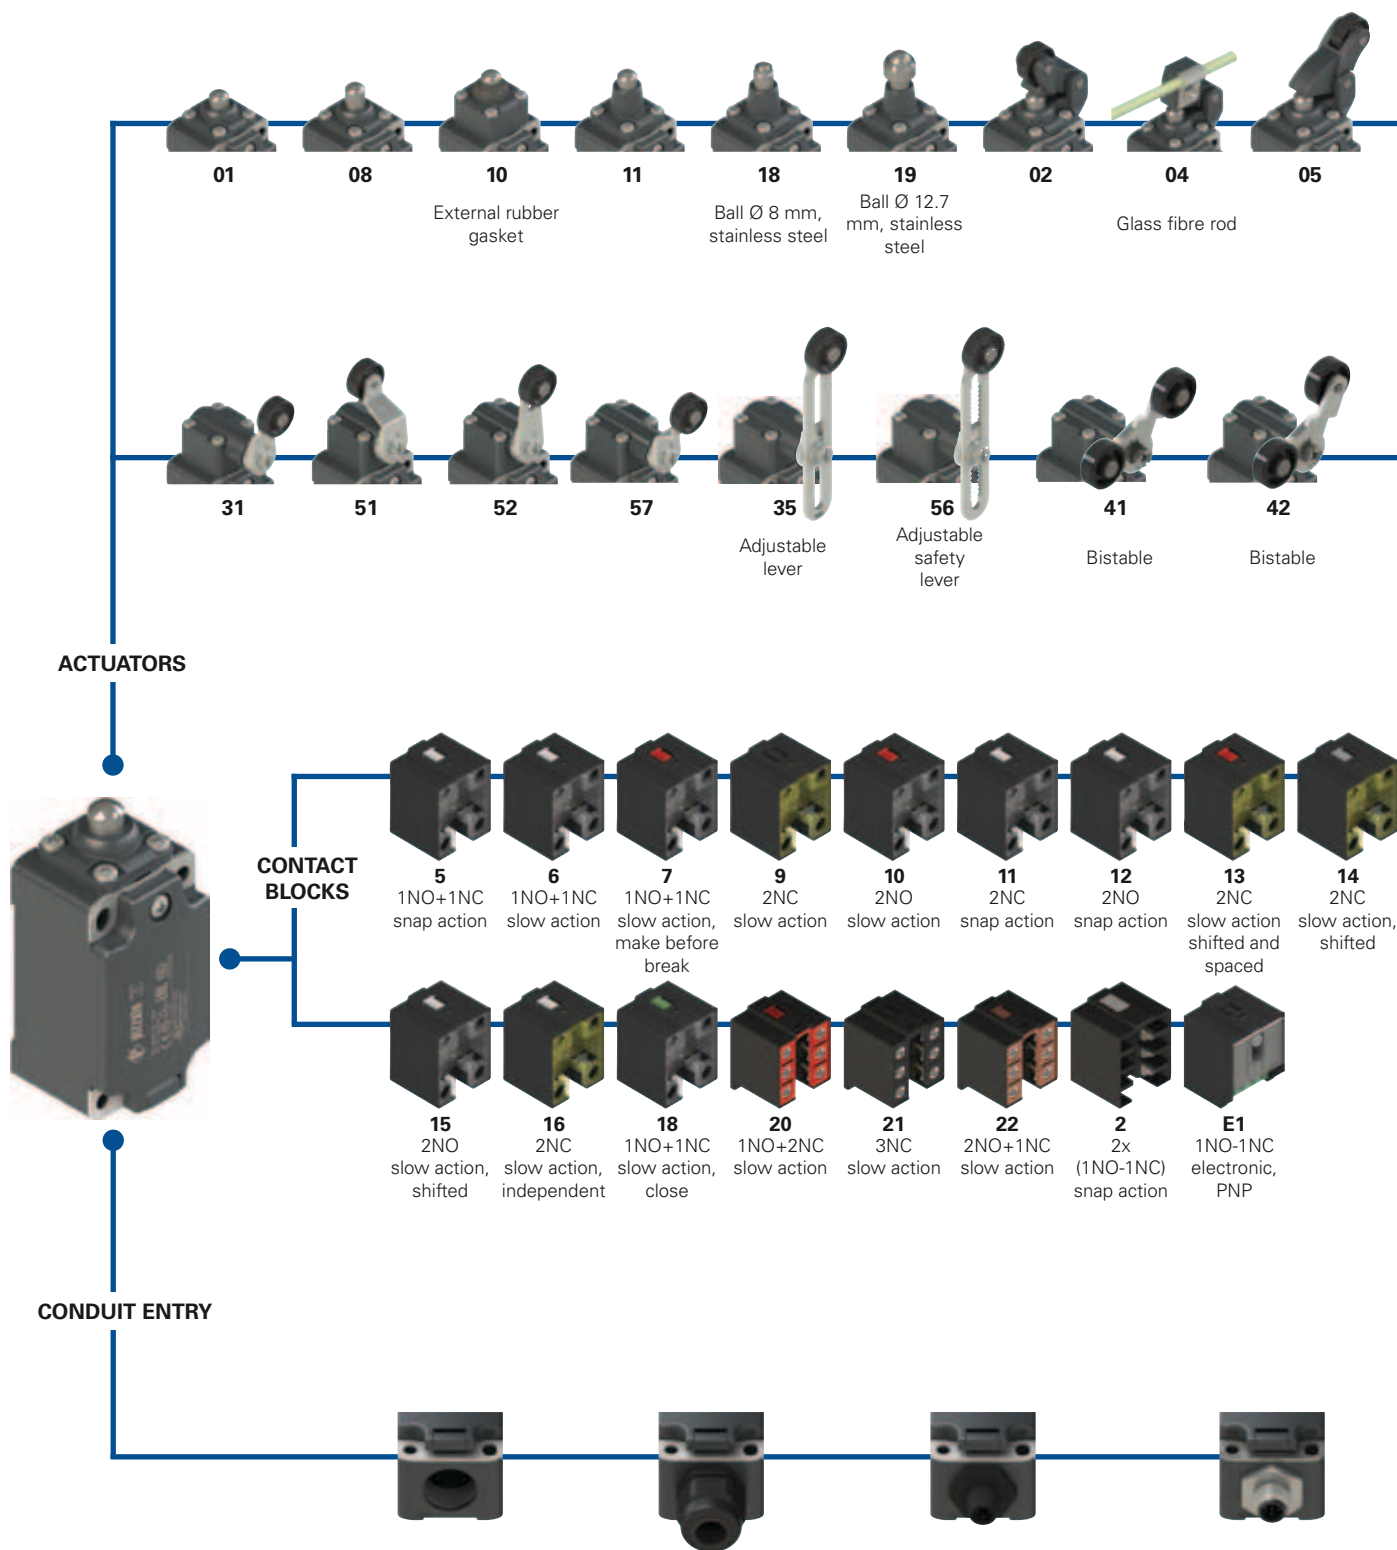 01 08 10 11 18 19 02 04 05
External rubber
gasket
Ball Ø 8 mm,
stainless steel
Ball Ø 12.7
mm, stainless
steel
Glass fibre rod
31 51 52 57 35 56 41 42
Adjustable
lever
Adjustable
safety
lever
Bistable
Bistable
ACTUATORS
CONTACT
BLOCKS
5
1NO+1NC
snap action
6
1NO+1NC
slow action
7
1NO+1NC
slow action,
make before
break
9
2NC
slow action
10
2NO
slow action
11
2NC
snap action
12
2NO
snap action
13
2NC
slow action
shifted and
spaced
14
2NC
slow action,
shifted
15
2NO
slow action,
shifted
16
2NC
slow action,
independent
18
1NO+1NC
slow action,
close
20
1NO+2NC
slow action
21
3NC
slow action
22
2NO+1NC
slow action
2
2x
(1NO-1NC)
snap action
E1
1NO-1NC
electronic,
PNP
CONDUIT ENTRY